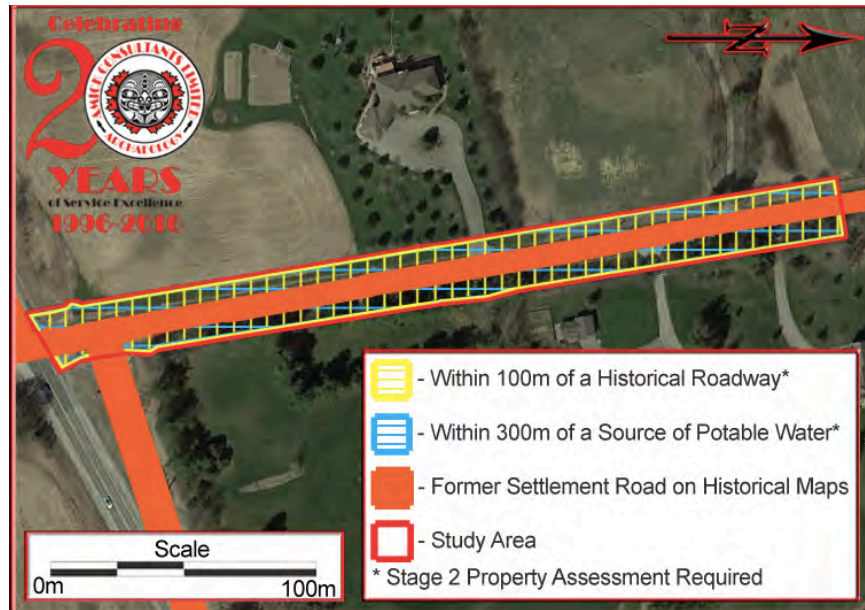 Celebrating
20
AMICK CONSULTANTS LIMITED
ARCHAEOLOGY
YEARS
of Service Excellence
1996-2016
N
- Within 100m of a Historical Roadway*
- Within 300m of a Source of Potable Water*
- Former Settlement Road on Historical Maps
- Study Area
* Stage 2 Property Assessment Required
Scale
0m
100m